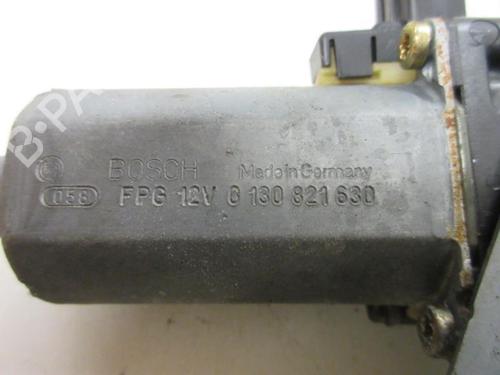 BOSCH Made in Germany
058 FPG 12V 0 130 821 630
B-PA